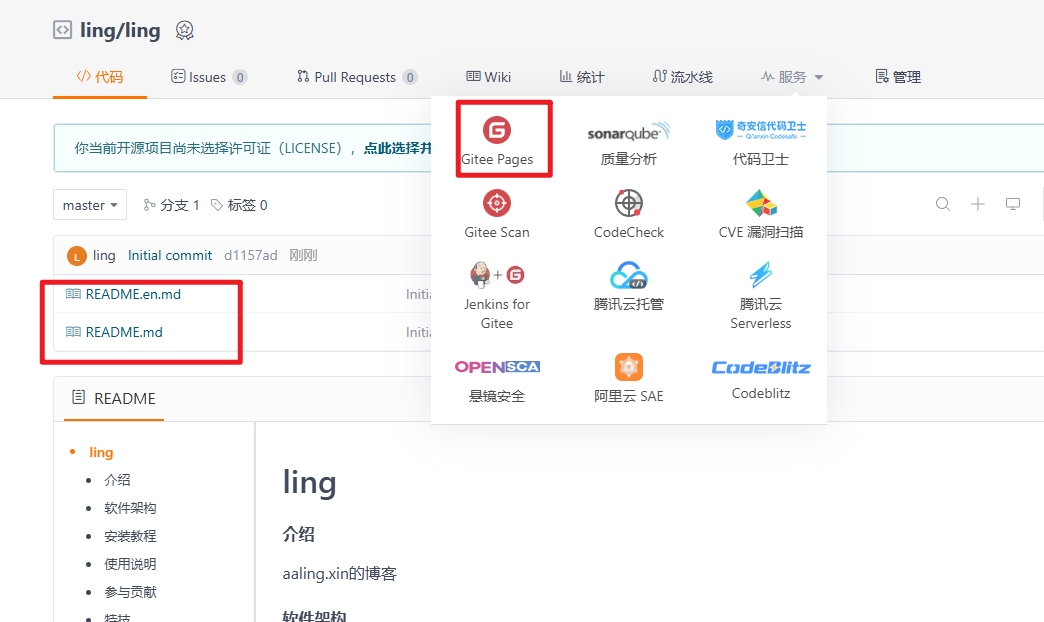 ling/ling
代码 Issues 0 Pull Requests 0 Wiki 统计 流水线 服务 管理
你当前开源项目尚未选择许可证（LICENSE），点此选择并
Gitee Pages
sonarqube
质量分析
奇安信代码卫士
Qi'anxin Codesafe
代码卫士
master 分支 1 标签 0
Gitee Scan
CodeCheck
CVE 漏洞扫描
L ling Initial commit d1157ad 刚刚
README.en.md Initia
README.md Initia
Jenkins for
Gitee
腾讯云托管
腾讯云
Serverless
OPENSCA
悬镜安全
阿里云 SAE
CodeBlitz
Codeblitz
README
ling
介绍
软件架构
安装教程
使用说明
参与贡献
特技
ling
介绍
aaling.xin的博客
软件架构